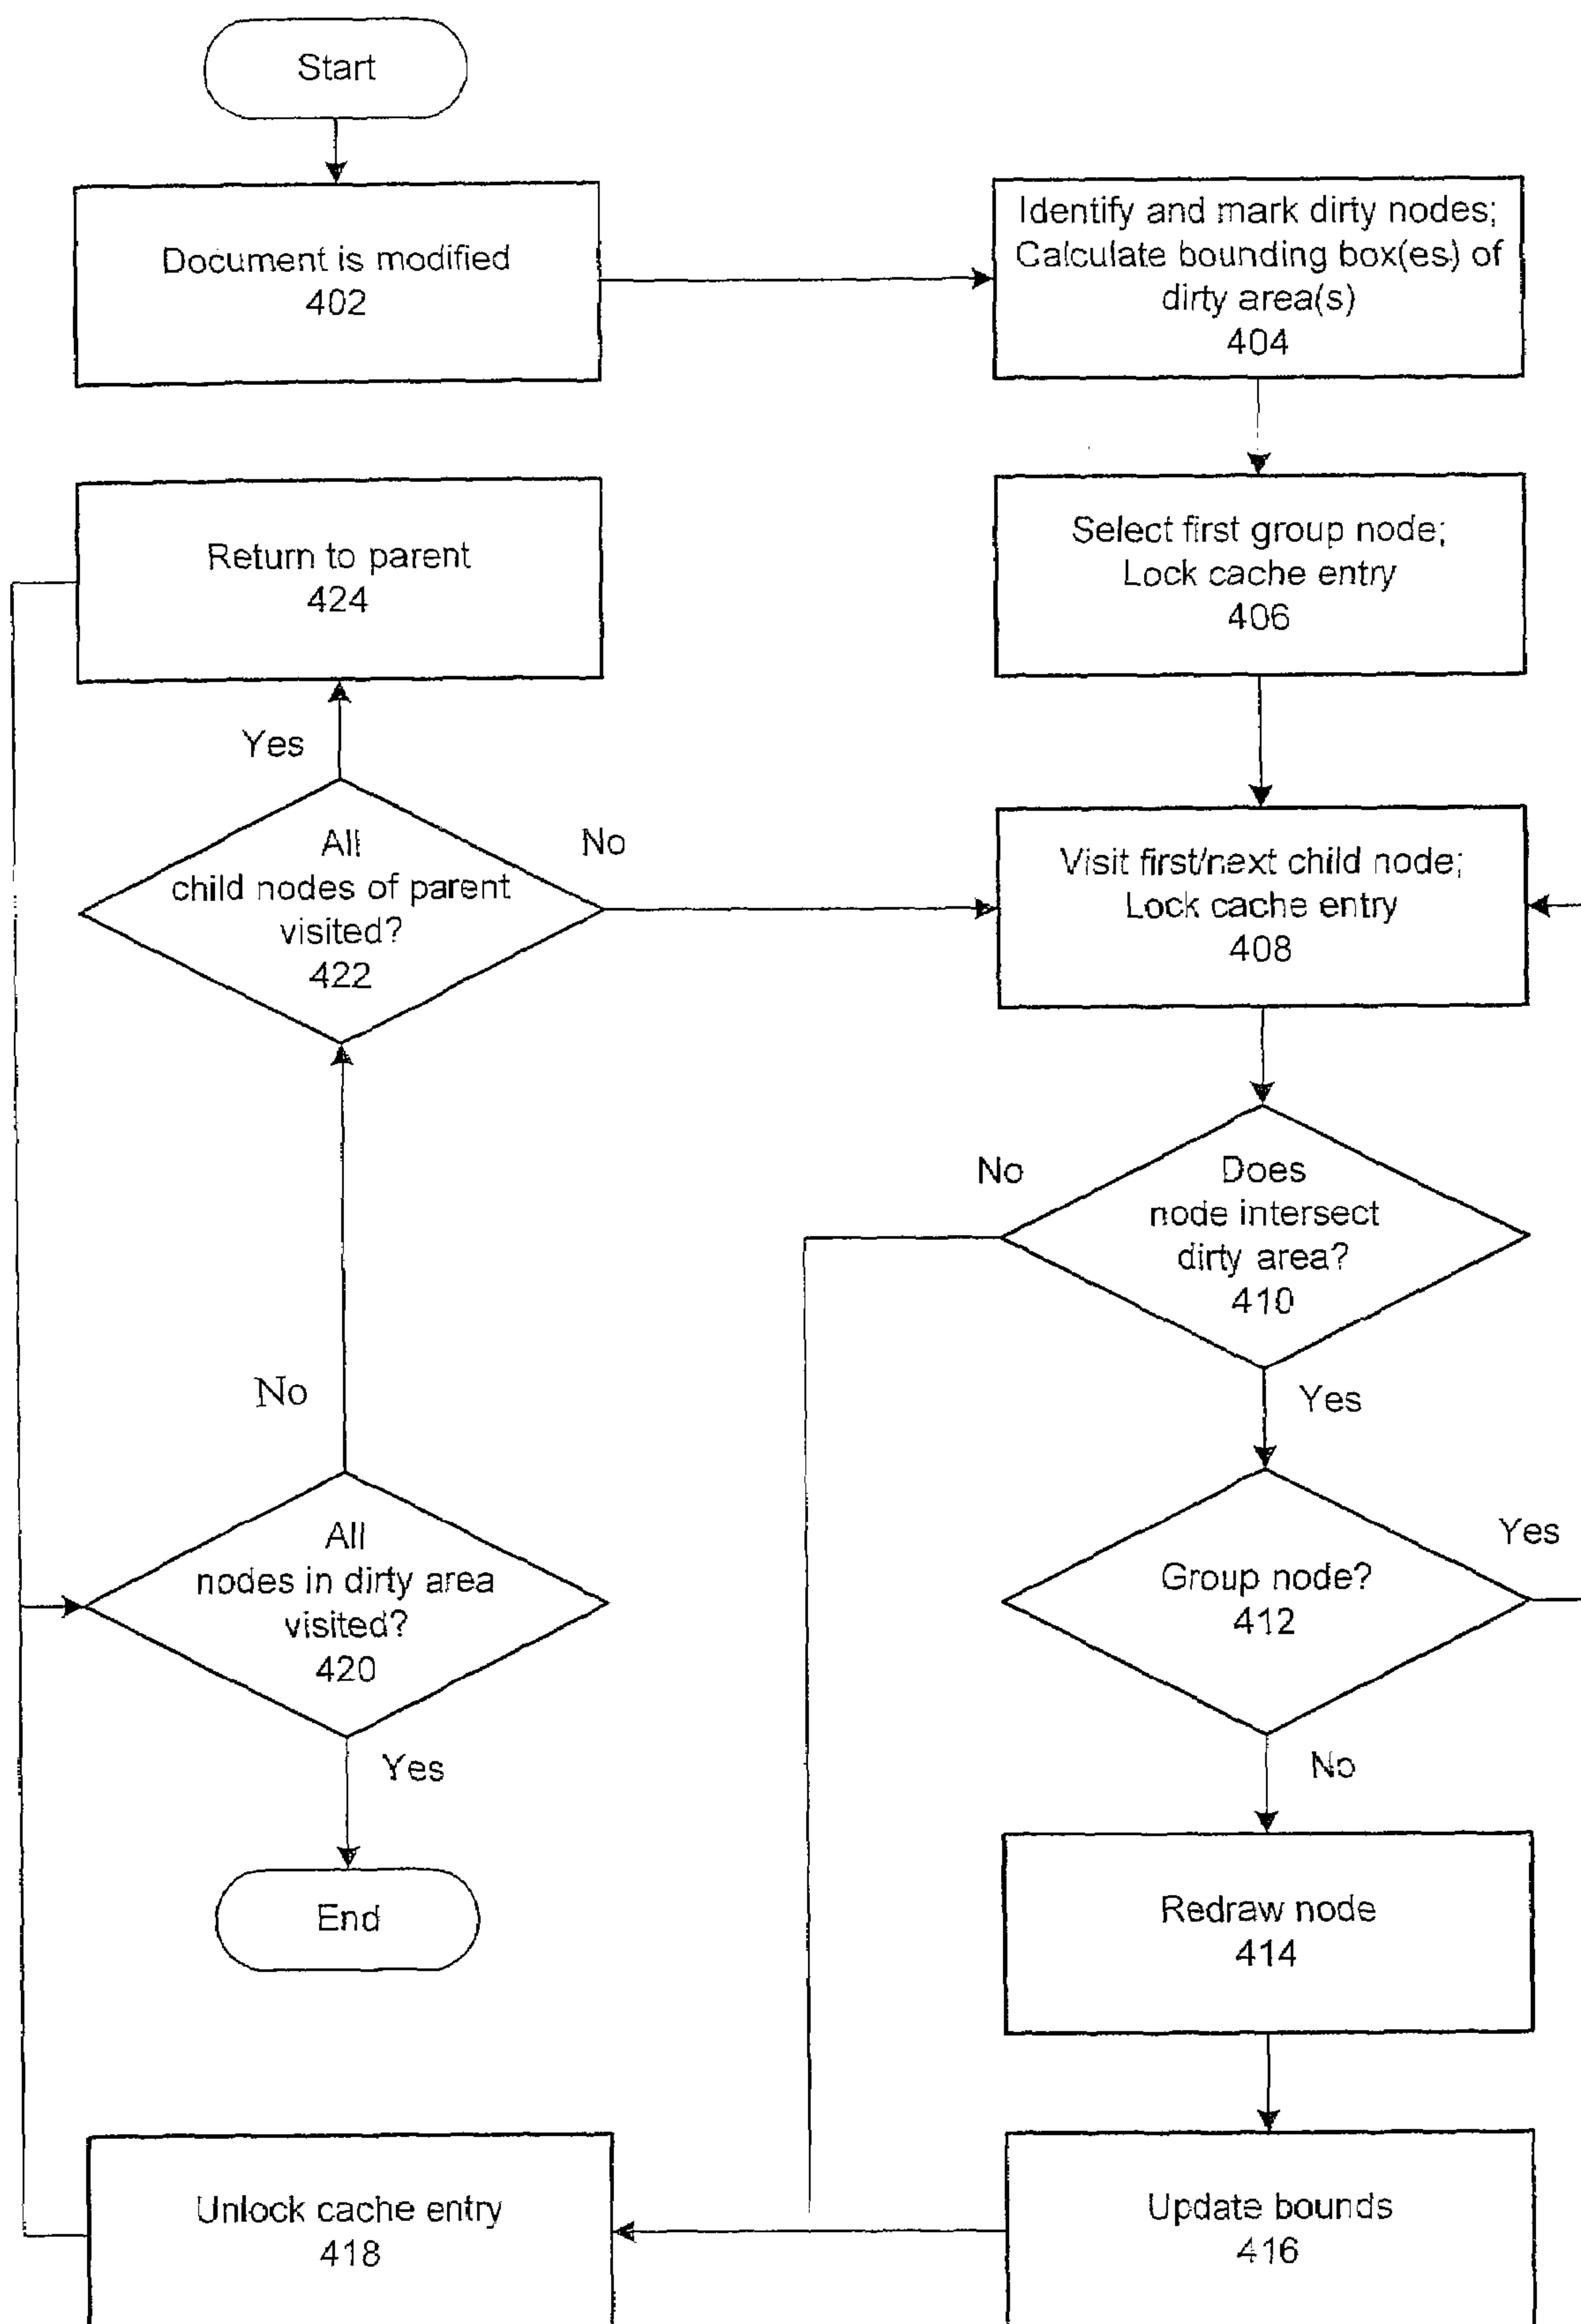 Start
Document is modified
402
Identify and mark dirty nodes;
Calculate bounding box(es) of
dirty area(s)
404
Return to parent
424
Select first group node;
Lock cache entry
406
Yes
All
child nodes of parent
visited?
422
No
Visit first/next child node;
Lock cache entry
408
No
Does
node intersect
dirty area?
410
No
Yes
All
nodes in dirty area
visited?
420
Group node?
412
Yes
Yes
No
End
Redraw node
414
Unlock cache entry
418
Update bounds
416